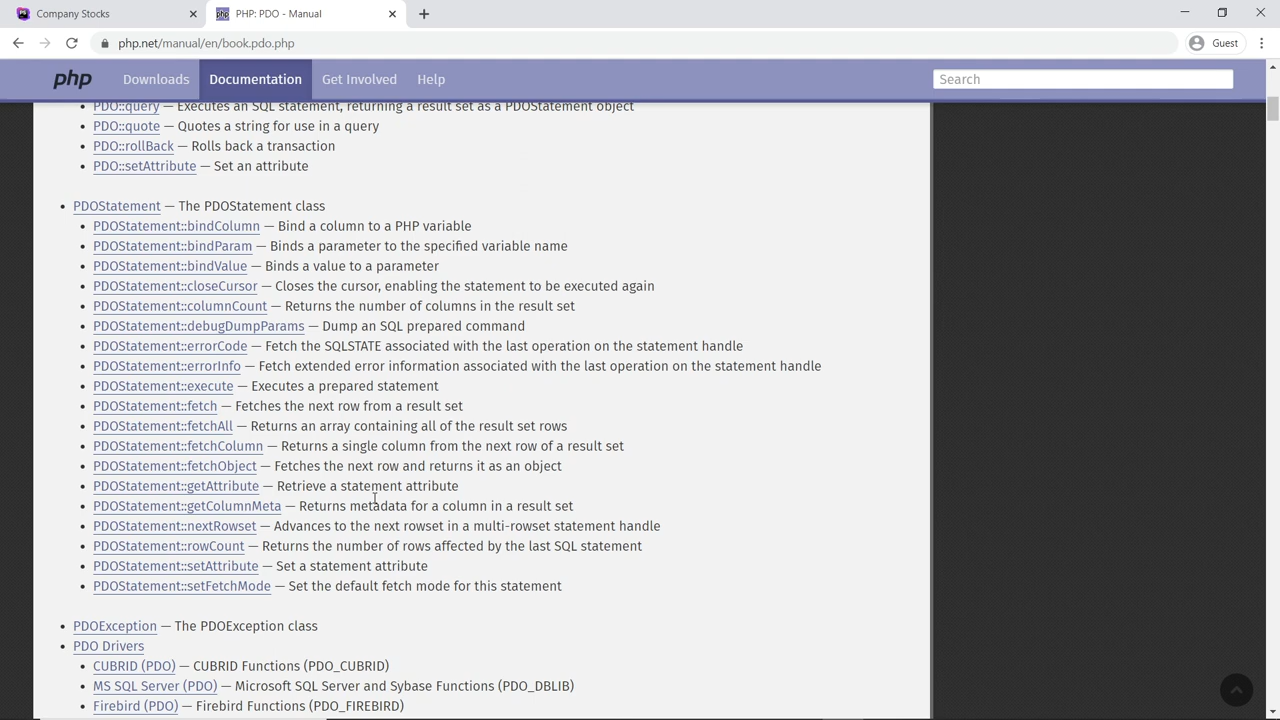 Company Stocks
PHP: PDO - Manual
php.net/manual/en/book.pdo.php
Guest
php
Downloads
Documentation
Get Involved
Help
Search
PDO::query — Executes an SQL statement, returning a result set as a PDOStatement object
PDO::quote — Quotes a string for use in a query
PDO::rollBack — Rolls back a transaction
PDO::setAttribute — Set an attribute
PDOStatement — The PDOStatement class
PDOStatement::bindColumn — Bind a column to a PHP variable
PDOStatement::bindParam — Binds a parameter to the specified variable name
PDOStatement::bindValue — Binds a value to a parameter
PDOStatement::closeCursor — Closes the cursor, enabling the statement to be executed again
PDOStatement::columnCount — Returns the number of columns in the result set
PDOStatement::debugDumpParams — Dump an SQL prepared command
PDOStatement::errorCode — Fetch the SQLSTATE associated with the last operation on the statement handle
PDOStatement::errorInfo — Fetch extended error information associated with the last operation on the statement handle
PDOStatement::execute — Executes a prepared statement
PDOStatement::fetch — Fetches the next row from a result set
PDOStatement::fetchAll — Returns an array containing all of the result set rows
PDOStatement::fetchColumn — Returns a single column from the next row of a result set
PDOStatement::fetchObject — Fetches the next row and returns it as an object
PDOStatement::getAttribute — Retrieve a statement attribute
PDOStatement::getColumnMeta — Returns metadata for a column in a result set
PDOStatement::nextRowset — Advances to the next rowset in a multi-rowset statement handle
PDOStatement::rowCount — Returns the number of rows affected by the last SQL statement
PDOStatement::setAttribute — Set a statement attribute
PDOStatement::setFetchMode — Set the default fetch mode for this statement
PDOException — The PDOException class
PDO Drivers
CUBRID (PDO) — CUBRID Functions (PDO_CUBRID)
MS SQL Server (PDO) — Microsoft SQL Server and Sybase Functions (PDO_DBLIB)
Firebird (PDO) — Firebird Functions (PDO_FIREBIRD)